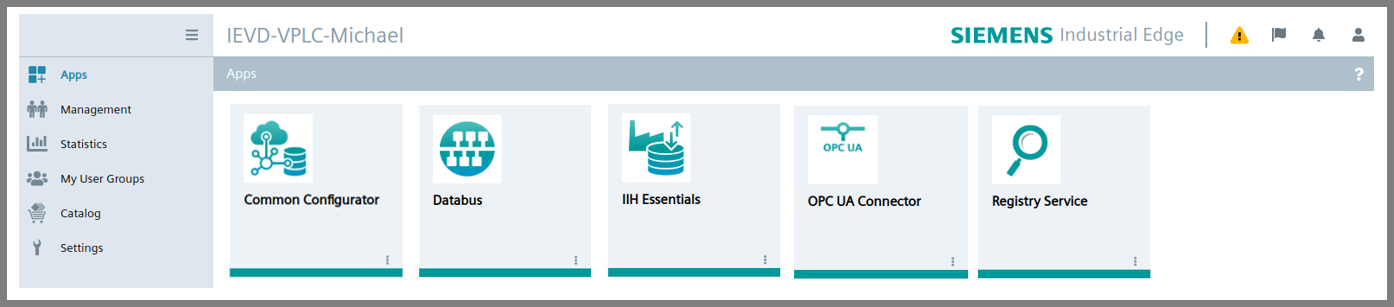 IEVD-VPLC-Michael
SIEMENS Industrial Edge
Apps
Management
Statistics
My User Groups
Catalog
Settings
Apps
?
Common Configurator
Databus
IIH Essentials
OPC UA
OPC UA Connector
Registry Service